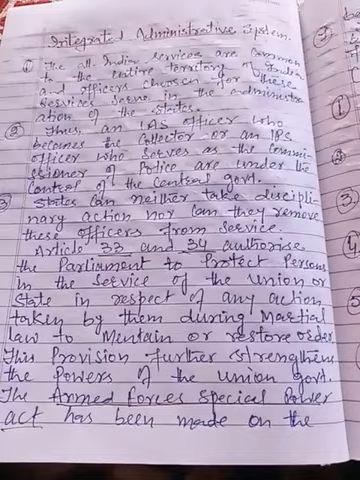 Integrated Administrative System.
① The all India services are common
to the entire territory of India
and officers chosen for these
services serve in the administr
ation of the states.
② Thus, an IAS officer who
becomes the collector or an IPS
officer who serves as the commi-
ssioner of Police are under the
control of the central govt.
③ States can neither take discipli-
nary action nor can they remove
these officers from service.
Article 33 and 34 authorise
the Parliament to Protect Persons
in the service of the Union or
state in respect of any action
taken by them during Martial
law to Mentain or restore order
This Provision further strengthens
the Powers of the union govt.
The Armed Forces Special Power
act has been made on the